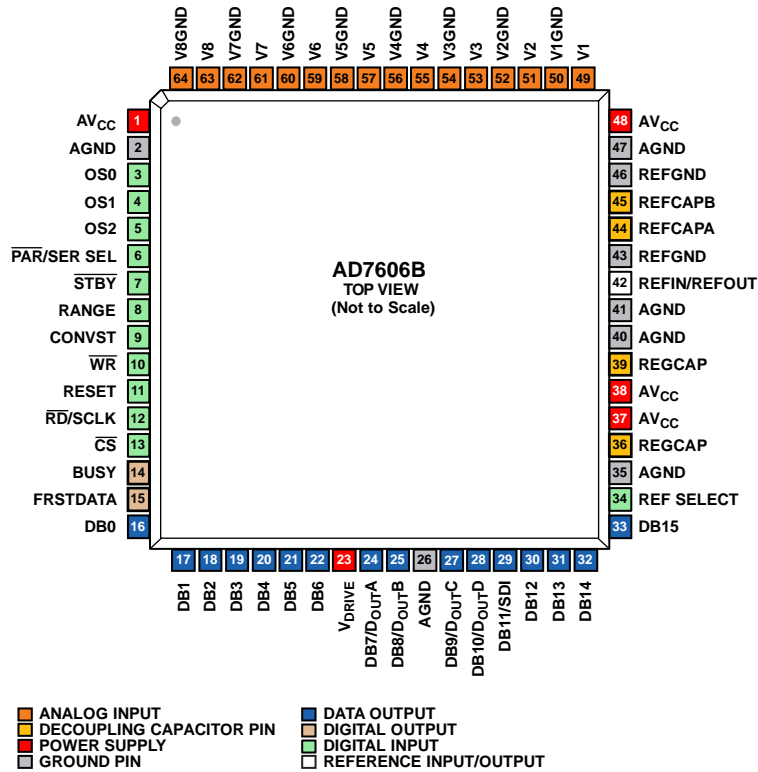 V8GND
V8
V7GND
V7
V6GND
V6
V5GND
V5
V4GND
V4
V3GND
V3
V2GND
V2
V1GND
V1
64 63 62 61 60 59 58 57 56 55 54 53 52 51 50 49
AVCC 1
AGND 2
OS0 3
OS1 4
OS2 5
PAR/SER SEL 6
STBY 7
RANGE 8
CONVST 9
WR 10
RESET 11
RD/SCLK 12
CS 13
BUSY 14
FRSTDATA 15
DB0 16
AD7606B
TOP VIEW
(Not to Scale)
48 AVCC
47 AGND
46 REFGND
45 REFCAPB
44 REFCAPA
43 REFGND
42 REFIN/REFOUT
41 AGND
40 AGND
39 REGCAP
38 AVCC
37 AVCC
36 REGCAP
35 AGND
34 REF SELECT
33 DB15
17 18 19 20 21 22 23 24 25 26 27 28 29 30 31 32
DB1
DB2
DB3
DB4
DB5
DB6
VDRIVE
DB7/DOUTA
DB8/DOUTB
AGND
DB9/DOUTC
DB10/DOUTD
DB11/SDI
DB12
DB13
DB14
ANALOG INPUT
DECOUPLING CAPACITOR PIN
POWER SUPPLY
GROUND PIN
DATA OUTPUT
DIGITAL OUTPUT
DIGITAL INPUT
REFERENCE INPUT/OUTPUT